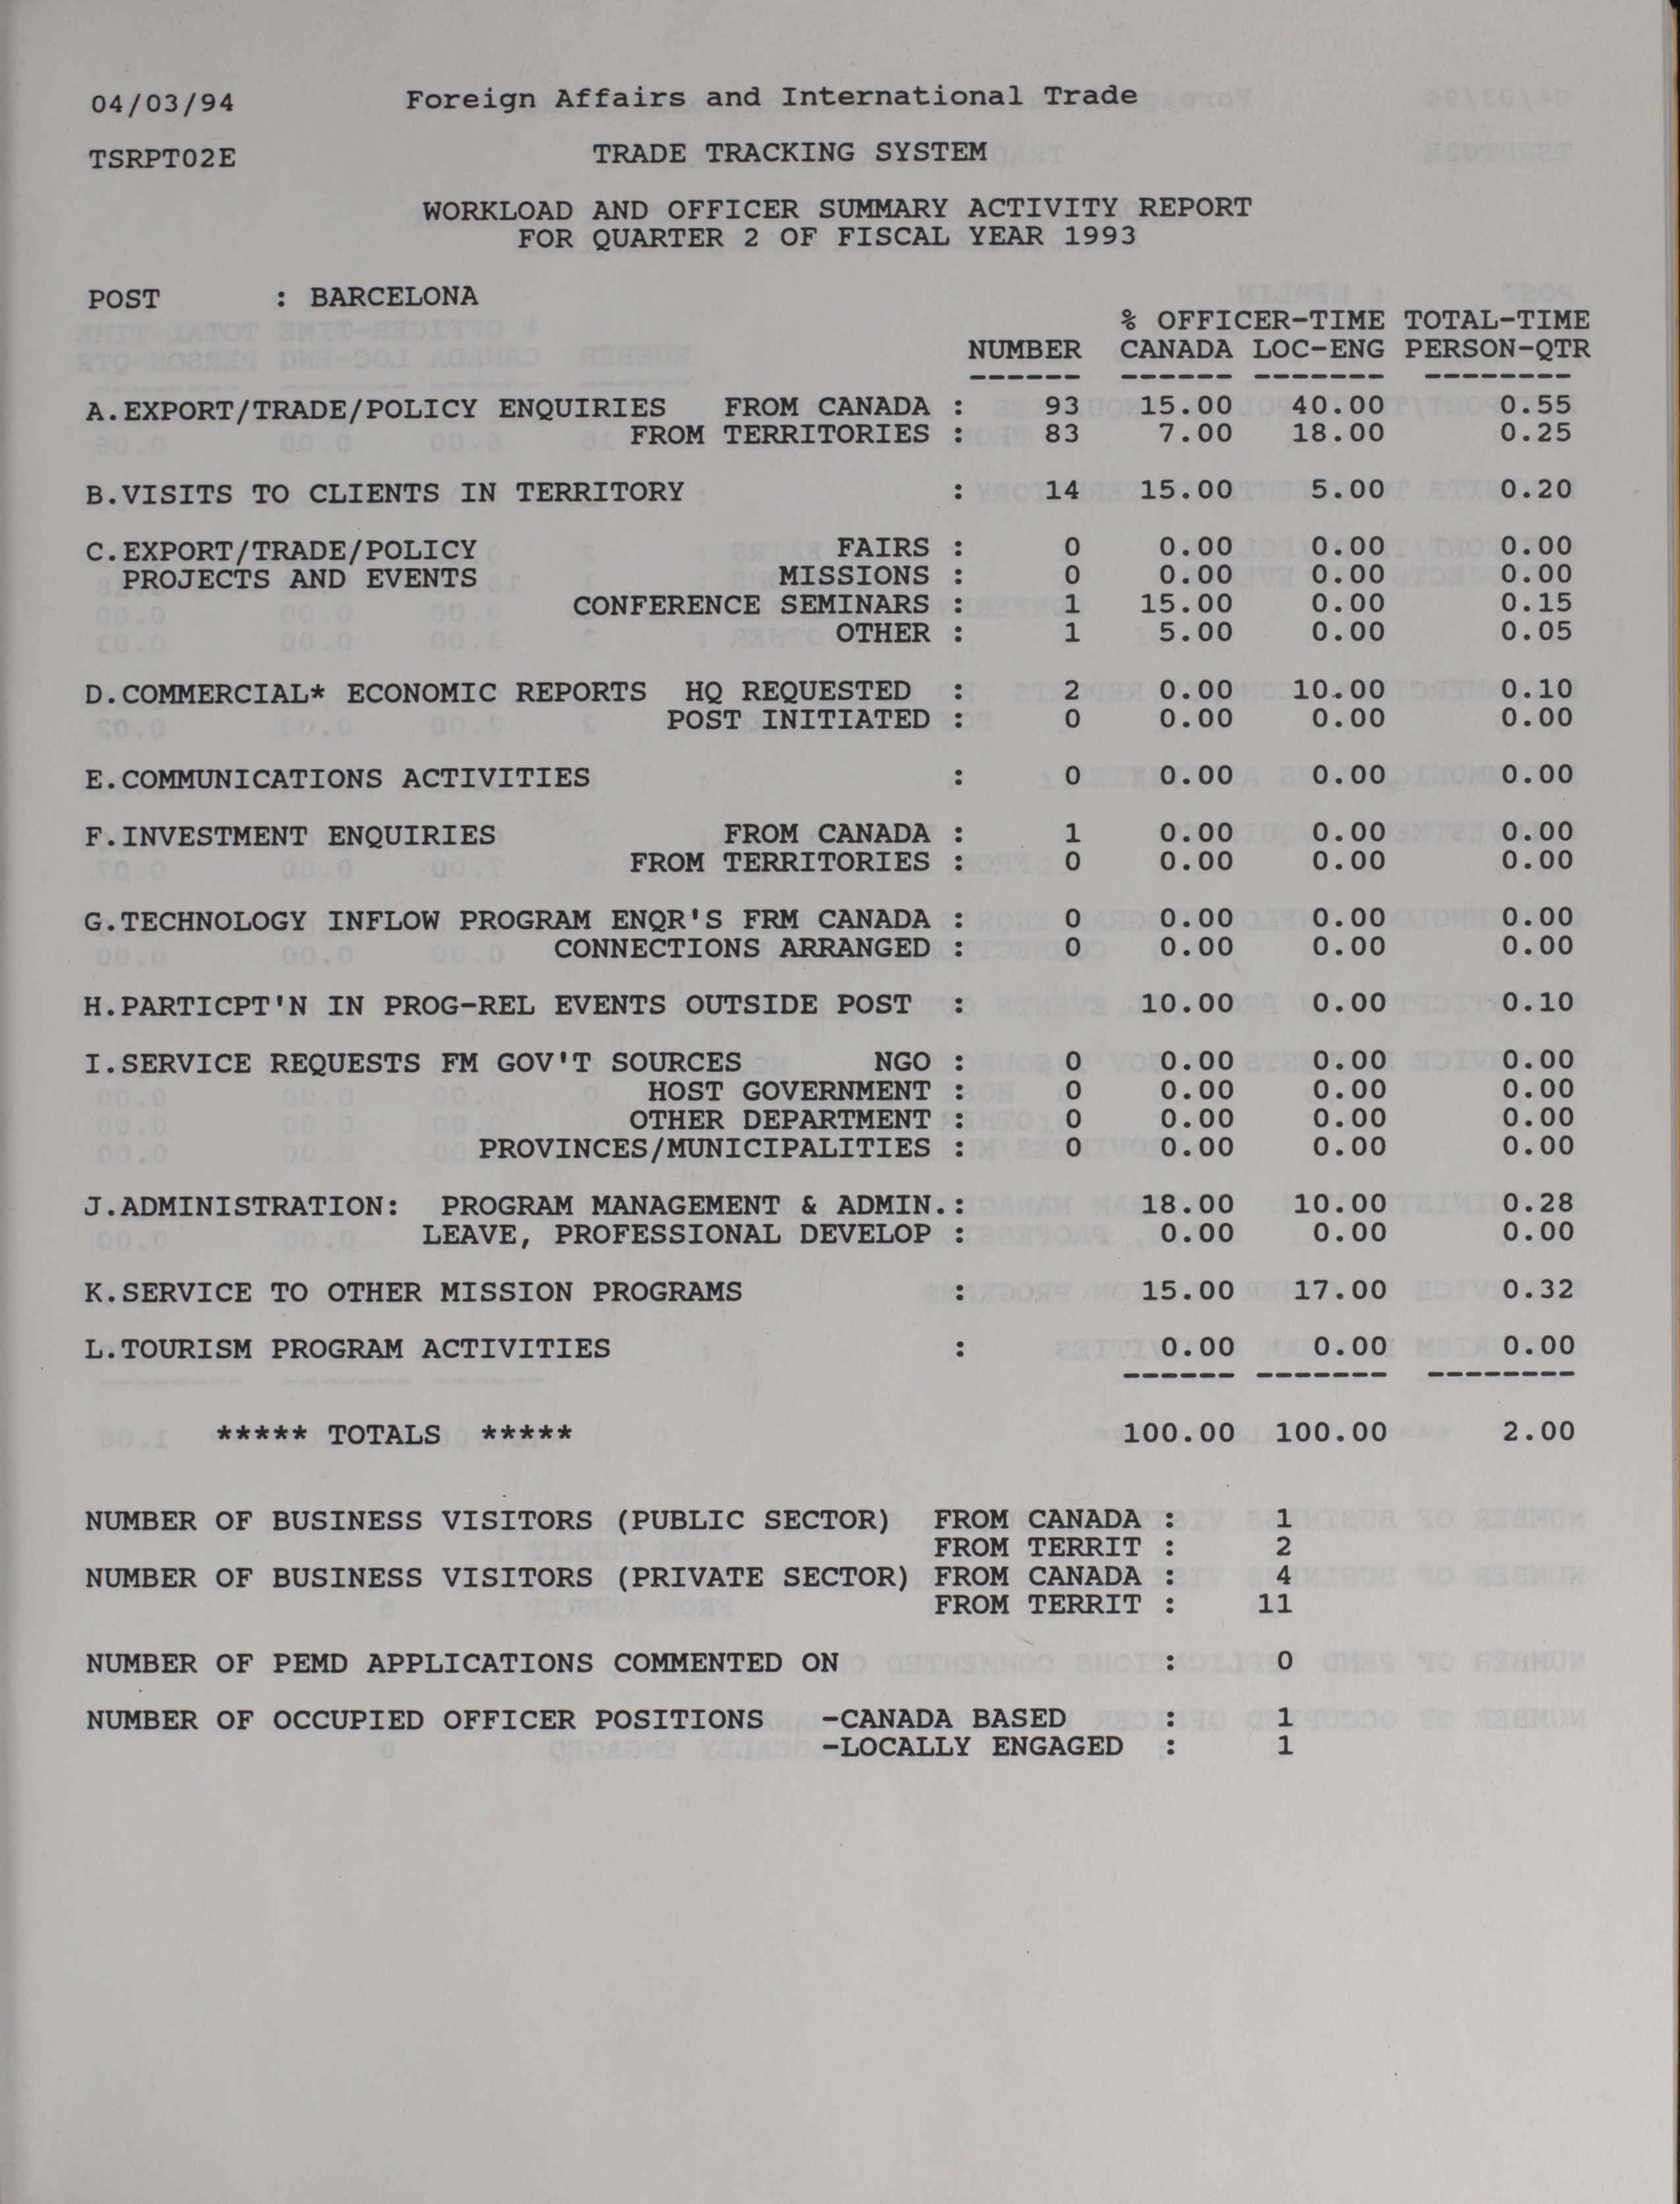 04/03/94 Foreign Affairs and International Trade
TSRPT02E TRADE TRACKING SYSTEM
WORKLOAD AND OFFICER SUMMARY ACTIVITY REPORT
FOR QUARTER 2 OF FISCAL YEAR 1993
POST : BARCELONA
% OFFICER-TIME TOTAL-TIME
NUMBER CANADA LOC-ENG PERSON-QTR
------ ------ ------- --------
A.EXPORT/TRADE/POLICY ENQUIRIES FROM CANADA : 93 15.00 40.00 0.55
FROM TERRITORIES : 83 7.00 18.00 0.25
B.VISITS TO CLIENTS IN TERRITORY : 14 15.00 5.00 0.20
C.EXPORT/TRADE/POLICY FAIRS : 0 0.00 0.00 0.00
PROJECTS AND EVENTS MISSIONS : 0 0.00 0.00 0.00
CONFERENCE SEMINARS : 1 15.00 0.00 0.15
OTHER : 1 5.00 0.00 0.05
D.COMMERCIAL* ECONOMIC REPORTS HQ REQUESTED : 2 0.00 10.00 0.10
POST INITIATED : 0 0.00 0.00 0.00
E.COMMUNICATIONS ACTIVITIES : 0 0.00 0.00 0.00
F.INVESTMENT ENQUIRIES FROM CANADA : 1 0.00 0.00 0.00
FROM TERRITORIES : 0 0.00 0.00 0.00
G.TECHNOLOGY INFLOW PROGRAM ENQR'S FRM CANADA : 0 0.00 0.00 0.00
CONNECTIONS ARRANGED : 0 0.00 0.00 0.00
H.PARTICPT'N IN PROG-REL EVENTS OUTSIDE POST : 10.00 0.00 0.10
I.SERVICE REQUESTS FM GOV'T SOURCES NGO : 0 0.00 0.00 0.00
HOST GOVERNMENT : 0 0.00 0.00 0.00
OTHER DEPARTMENT : 0 0.00 0.00 0.00
PROVINCES/MUNICIPALITIES : 0 0.00 0.00 0.00
J.ADMINISTRATION: PROGRAM MANAGEMENT & ADMIN.: 18.00 10.00 0.28
LEAVE, PROFESSIONAL DEVELOP : 0.00 0.00 0.00
K.SERVICE TO OTHER MISSION PROGRAMS : 15.00 17.00 0.32
L.TOURISM PROGRAM ACTIVITIES : 0.00 0.00 0.00
------ ------- --------
***** TOTALS ***** 100.00 100.00 2.00
NUMBER OF BUSINESS VISITORS (PUBLIC SECTOR) FROM CANADA : 1
FROM TERRIT : 2
NUMBER OF BUSINESS VISITORS (PRIVATE SECTOR) FROM CANADA : 4
FROM TERRIT : 11
NUMBER OF PEMD APPLICATIONS COMMENTED ON : 0
NUMBER OF OCCUPIED OFFICER POSITIONS -CANADA BASED : 1
-LOCALLY ENGAGED : 1